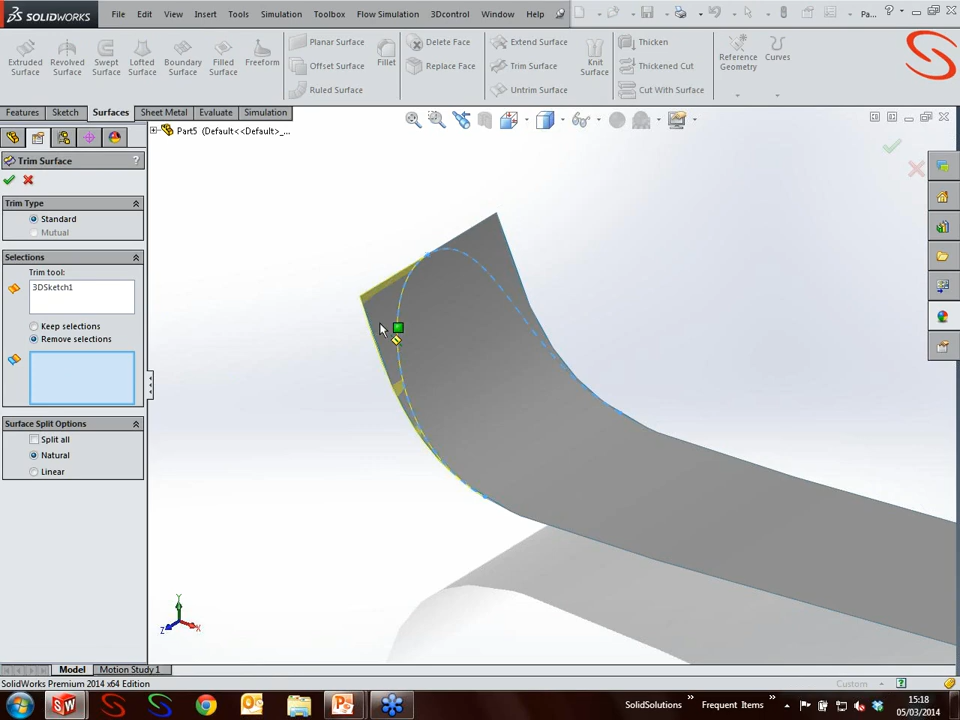 SOLIDWORKS File Edit View Insert Tools Simulation Toolbox Flow Simulation 3Dcontrol Window Help Pa... ?
Extruded Surface
Revolved Surface
Swept Surface
Lofted Surface
Boundary Surface
Filled Surface
Freeform
Planar Surface
Offset Surface
Ruled Surface
Fillet
Delete Face
Replace Face
Extend Surface
Trim Surface
Untrim Surface
Knit Surface
Thicken
Thickened Cut
Cut With Surface
Reference Geometry
Curves
Features Sketch Surfaces Sheet Metal Evaluate Simulation
Part5 (Default<<Default>_...
Trim Surface ?
Trim Type
Standard
Mutual
Selections
Trim tool:
3DSketch1
Keep selections
Remove selections
Surface Split Options
Split all
Natural
Linear
Y
Z X
Model Motion Study 1
SolidWorks Premium 2014 x64 Edition Custom ?
SolidSolutions » Frequent Items » 15:18
05/03/2014